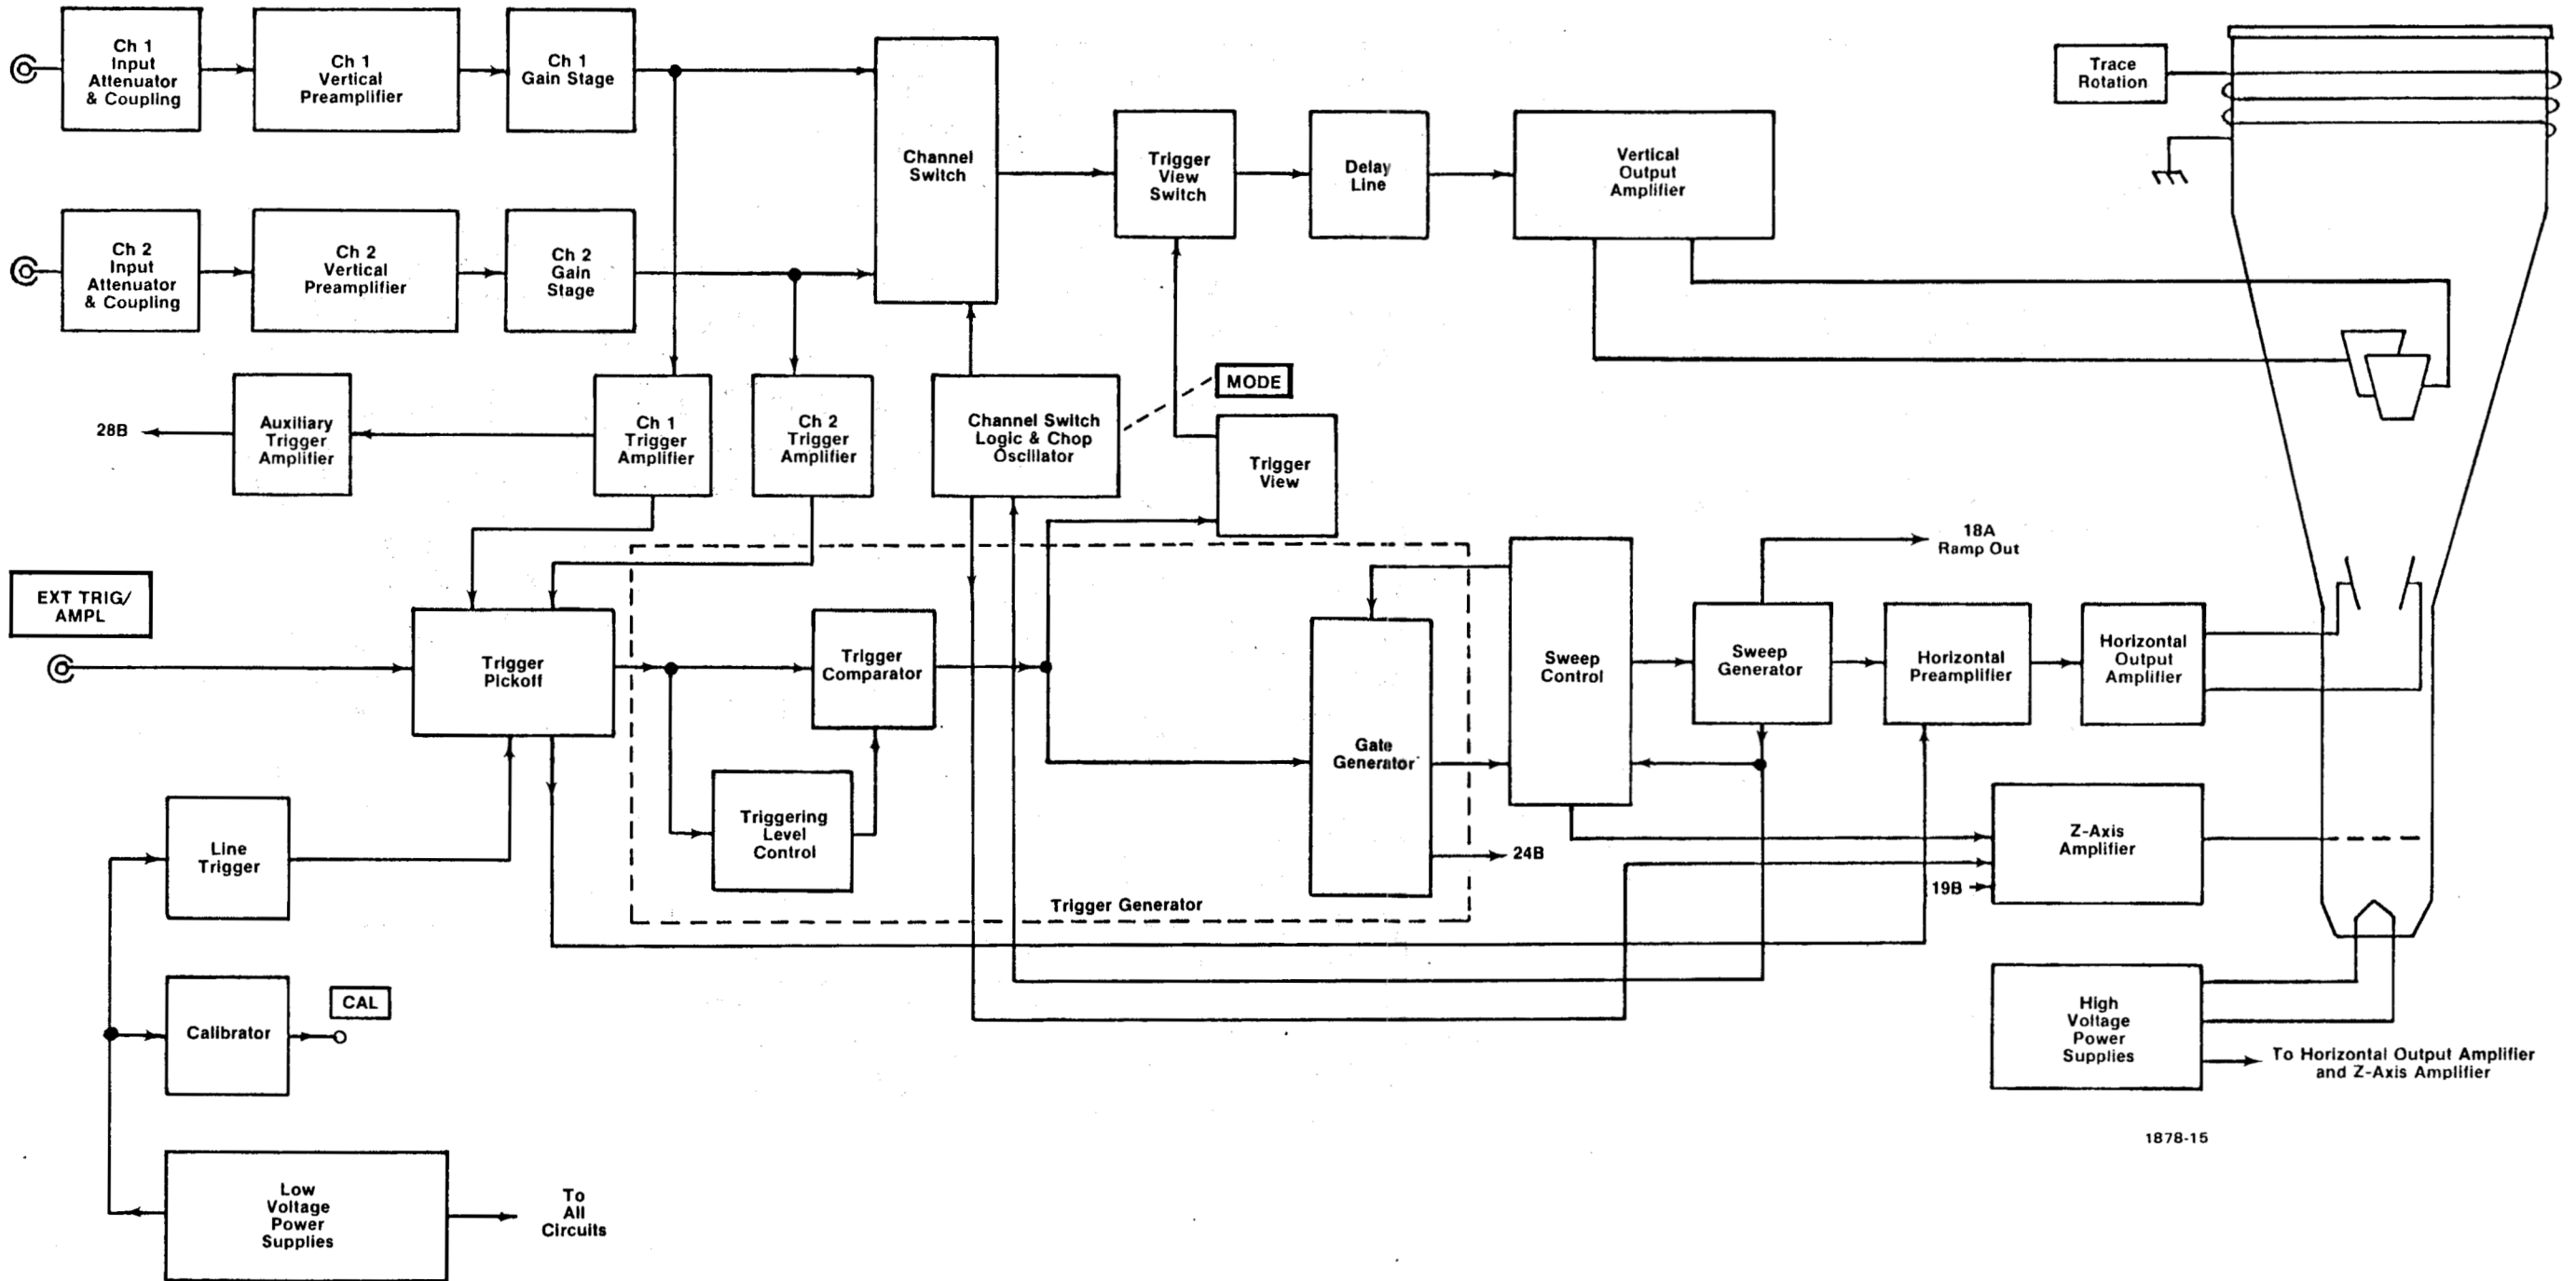 Ch 1
Input
Attenuator
& Coupling
Ch 1
Vertical
Preamplifier
Ch 1
Gain Stage
Channel
Switch
Trigger
View
Switch
Delay
Line
Vertical
Output
Amplifier
Trace
Rotation
Ch 2
Input
Attenuator
& Coupling
Ch 2
Vertical
Preamplifier
Ch 2
Gain
Stage
28B
Auxiliary
Trigger
Amplifier
Ch 1
Trigger
Amplifier
Ch 2
Trigger
Amplifier
Channel Switch
Logic & Chop
Oscillator
MODE
Trigger
View
EXT TRIG/
AMPL
Trigger
Pickoff
Trigger
Comparator
Triggering
Level
Control
Gate
Generator
24B
Trigger Generator
Sweep
Control
18A
Ramp Out
Sweep
Generator
Horizontal
Preamplifier
Horizontal
Output
Amplifier
Z-Axis
Amplifier
19B
Line
Trigger
Calibrator
CAL
High
Voltage
Power
Supplies
To Horizontal Output Amplifier
and Z-Axis Amplifier
Low
Voltage
Power
Supplies
To
All
Circuits
1878-15